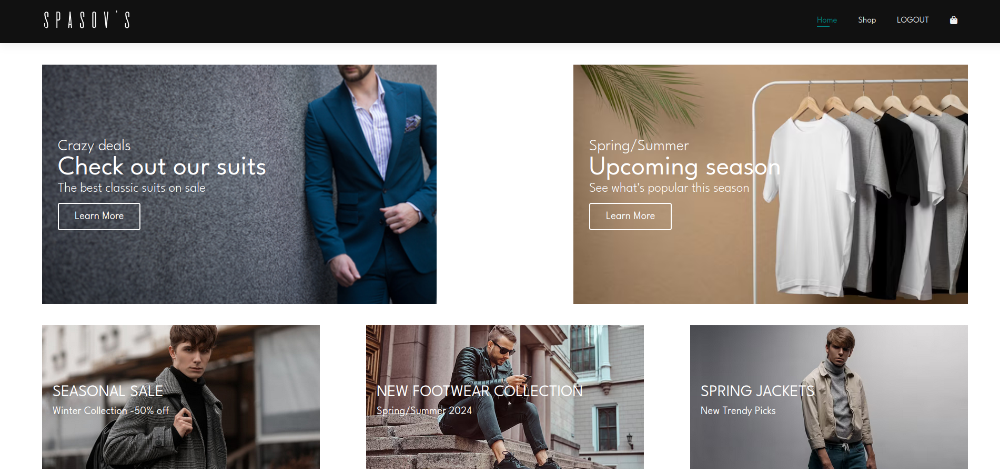 SPASOV'S
Home
Shop
LOGOUT
Crazy deals
Check out our suits
The best classic suits on sale
Learn More
Spring/Summer
Upcoming season
See what's popular this season
Learn More
SEASONAL SALE
Winter Collection -50% off
NEW FOOTWEAR COLLECTION
Spring/Summer 2024
SPRING JACKETS
New Trendy Picks